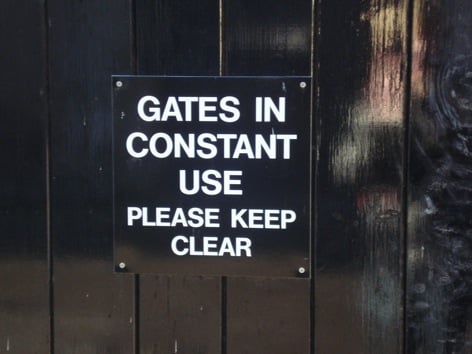 GATES IN
CONSTANT
USE
PLEASE KEEP
CLEAR